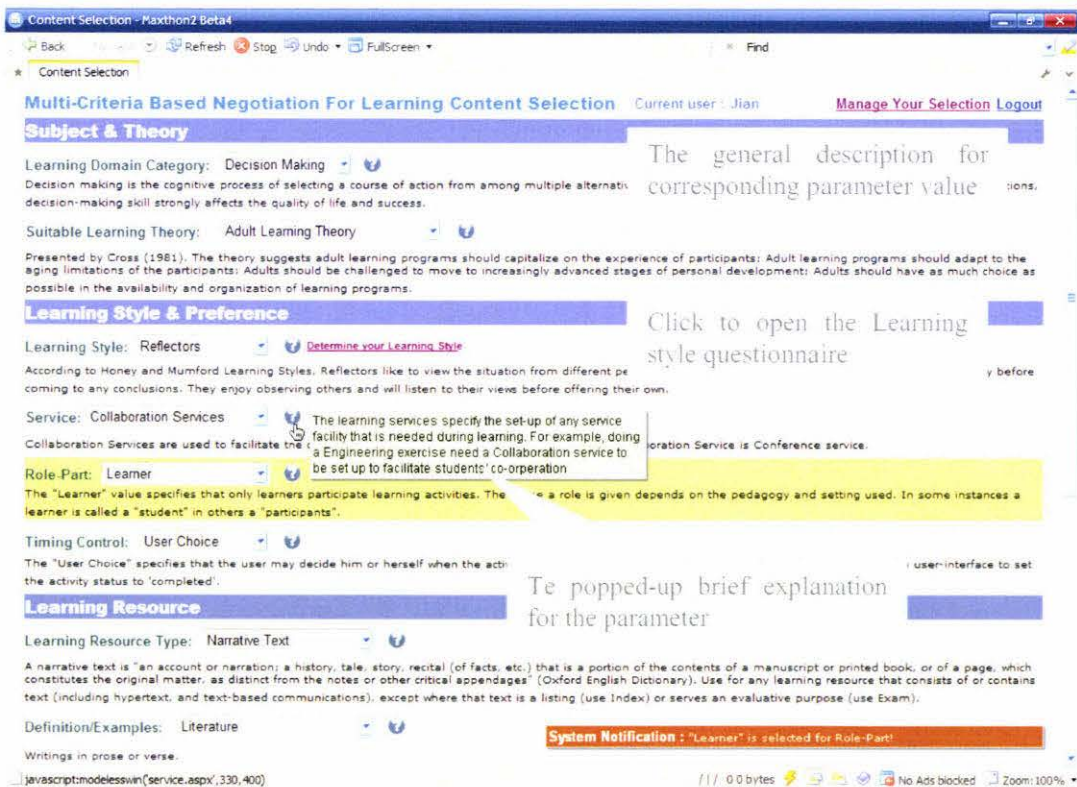 Content Selection - Maxthon2 Beta4
Back Refresh Stop Undo FullScreen Find
Content Selection
Multi-Criteria Based Negotiation For Learning Content Selection Current user : Jian Manage Your Selection Logout
Subject & Theory
The general description for
corresponding parameter value
Learning Domain Category: Decision Making
Decision making is the cognitive process of selecting a course of action from among multiple alternativ
decision-making skill strongly affects the quality of life and success.
Suitable Learning Theory: Adult Learning Theory
Presented by Cross (1981). The theory suggests adult learning programs should capitalize on the experience of participants: Adult learning programs should adapt to the
aging limitations of the participants: Adults should be challenged to move to increasingly advanced stages of personal development: Adults should have as much choice as
possible in the availability and organization of learning programs.
Learning Style & Preference
Click to open the Learning
style questionnaire
Learning Style: Reflectors Determine your Learning Style
According to Honey and Mumford Learning Styles, Reflectors like to view the situation from different pe y before
coming to any conclusions. They enjoy observing others and will listen to their views before offering their own.
Service: Collaboration Services
The learning services specify the set-up of any service
facility that is needed during learning. For example, doing
a Engineering exercise need a Collaboration service to
be set up to facilitate students' co-orperation
Collaboration Services are used to facilitate the oration Service is Conference service.
Role-Part: Learner
The "Learner" value specifies that only learners participate learning activities. The a role is given depends on the pedagogy and setting used. In some instances a
learner is called a "student" in others a "participants".
Timing Control: User Choice
The "User Choice" specifies that the user may decide him or herself when the acti user-interface to set
the activity status to 'completed'.
Te popped-up brief explanation
for the parameter
Learning Resource
Learning Resource Type: Narrative Text
A narrative text is "an account or narration; a history, tale, story, recital (of facts, etc.) that is a portion of the contents of a manuscript or printed book, or of a page, which
constitutes the original matter, as distinct from the notes or other critical appendages" (Oxford English Dictionary). Use for any learning resource that consists of or contains
text (including hypertext, and text-based communications), except where that text is a listing (use Index) or serves an evaluative purpose (use Exam).
Definition/Examples: Literature
System Notification : "Learner" is selected for Role-Part!
Writings in prose or verse.
javascript:modelesswin('service.aspx',330,400) 0.0 bytes No Ads blocked Zoom: 100%